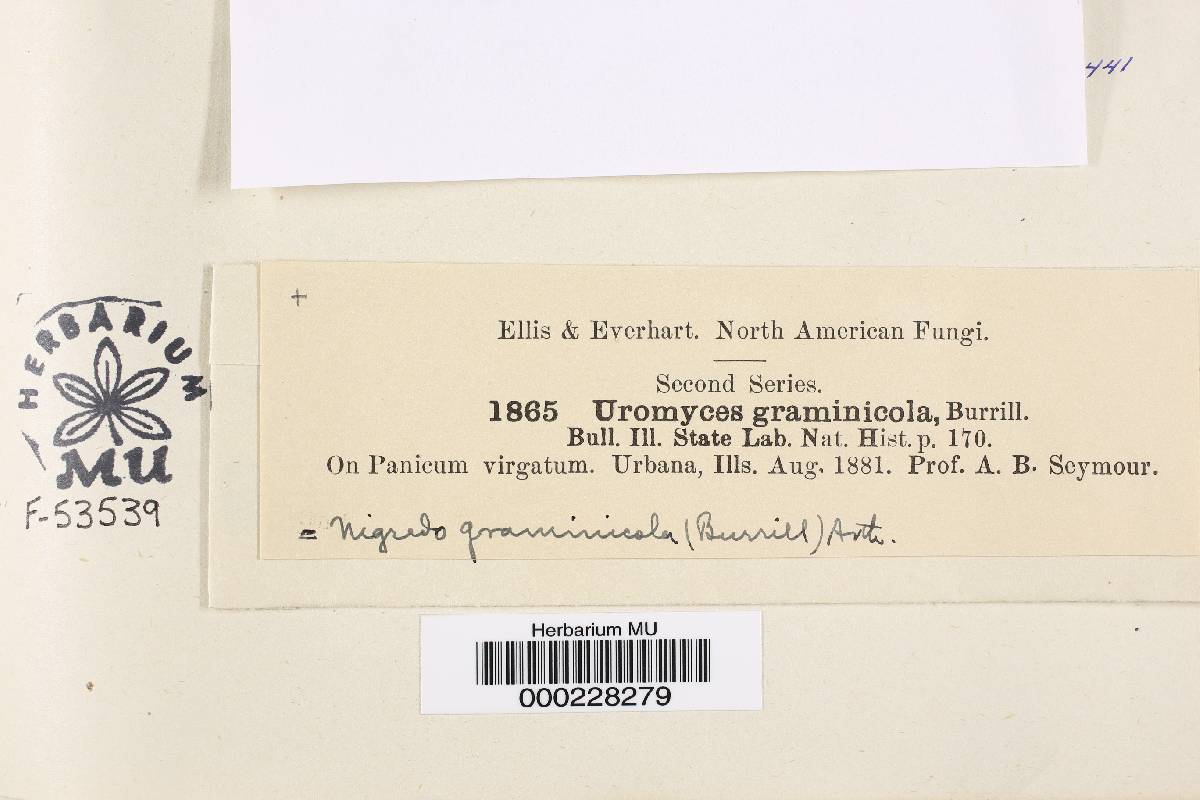 441
+
Ellis & Everhart. North American Fungi.
Second Series.
1865 Uromyces graminicola, Burrill.
Bull. Ill. State Lab. Nat. Hist. p. 170.
On Panicum virgatum. Urbana, Ills. Aug. 1881. Prof. A. B. Seymour.
= Nigredo graminicola (Burrill) Arth.
HERBARIUM
MU
F-53539
Herbarium MU
000228279